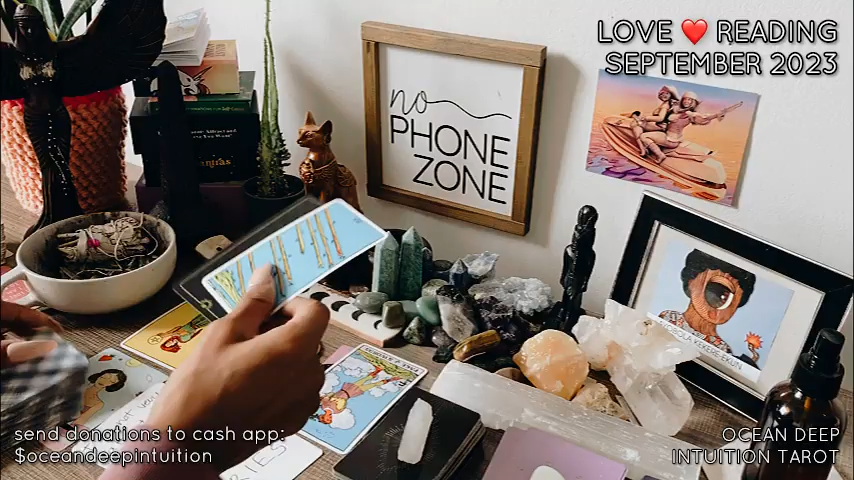 LOVE ❤️ READING
SEPTEMBER 2023
no
PHONE
ZONE
send donations to cash app:
$oceandeepintuition
OCEAN DEEP
INTUITION TAROT